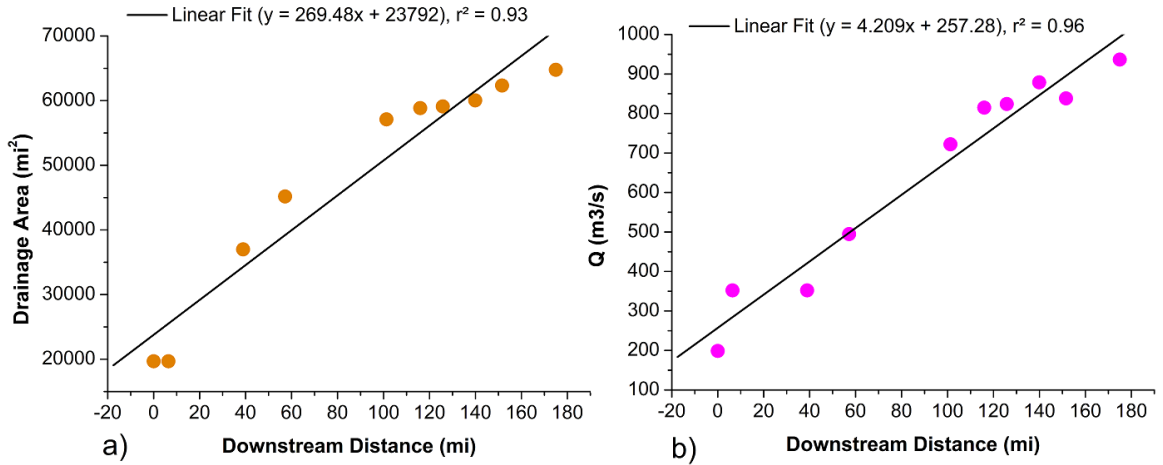 Linear Fit (y = 269.48x + 23792), r² = 0.93
70000
60000
50000
40000
30000
20000
Drainage Area (mi²)
-20 0 20 40 60 80 100 120 140 160 180
a) Downstream Distance (mi)
Linear Fit (y = 4.209x + 257.28), r² = 0.96
1000
900
800
700
600
500
400
300
200
100
Q (m3/s)
-20 0 20 40 60 80 100 120 140 160 180
b) Downstream Distance (mi)